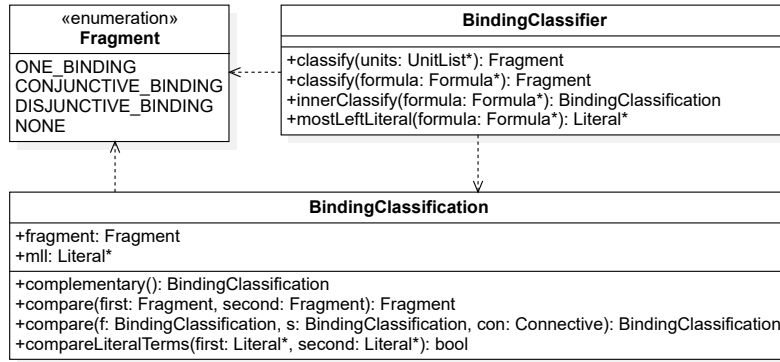 «enumeration»
Fragment
ONE_BINDING
CONJUNCTIVE_BINDING
DISJUNCTIVE_BINDING
NONE
BindingClassifier
+classify(units: UnitList*): Fragment
+classify(formula: Formula*): Fragment
+innerClassify(formula: Formula*): BindingClassification
+mostLeftLiteral(formula: Formula*): Literal*
BindingClassification
+fragment: Fragment
+mll: Literal*
+complementary(): BindingClassification
+compare(first: Fragment, second: Fragment): Fragment
+compare(f: BindingClassification, s: BindingClassification, con: Connective): BindingClassification
+compareLiteralTerms(first: Literal*, second: Literal*): bool